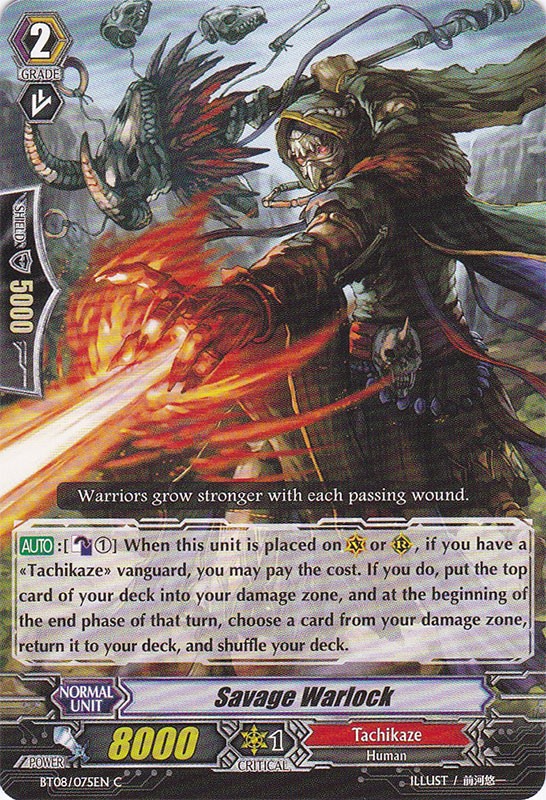 2
GRADE
SHIELD
5000
Warriors grow stronger with each passing wound.
AUTO:[①] When this unit is placed on V or R, if you have a
«Tachikaze» vanguard, you may pay the cost. If you do, put the top
card of your deck into your damage zone, and at the beginning of
the end phase of that turn, choose a card from your damage zone,
return it to your deck, and shuffle your deck.
NORMAL
UNIT
Savage Warlock
POWER
8000
1
CRITICAL
Tachikaze
Human
BT08/075EN C
ILLUST / 前河悠一